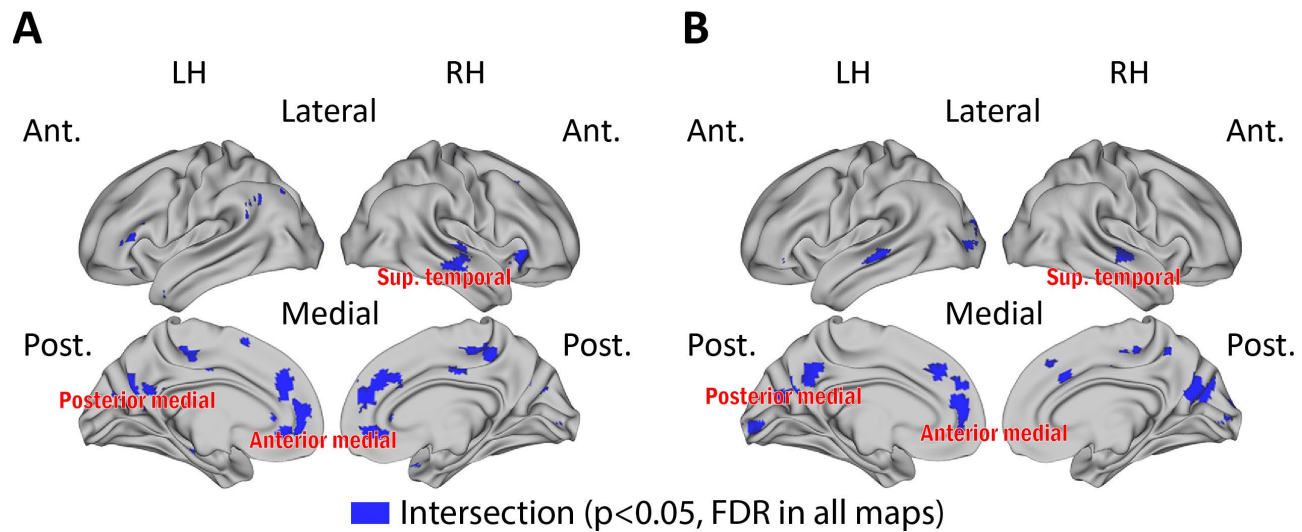 A
B
LH
RH
LH
RH
Lateral
Lateral
Ant.
Ant.
Ant.
Ant.
Sup. temporal
Sup. temporal
Medial
Medial
Post.
Post.
Post.
Post.
Posterior medial
Posterior medial
Anterior medial
Anterior medial
Intersection (p<0.05, FDR in all maps)